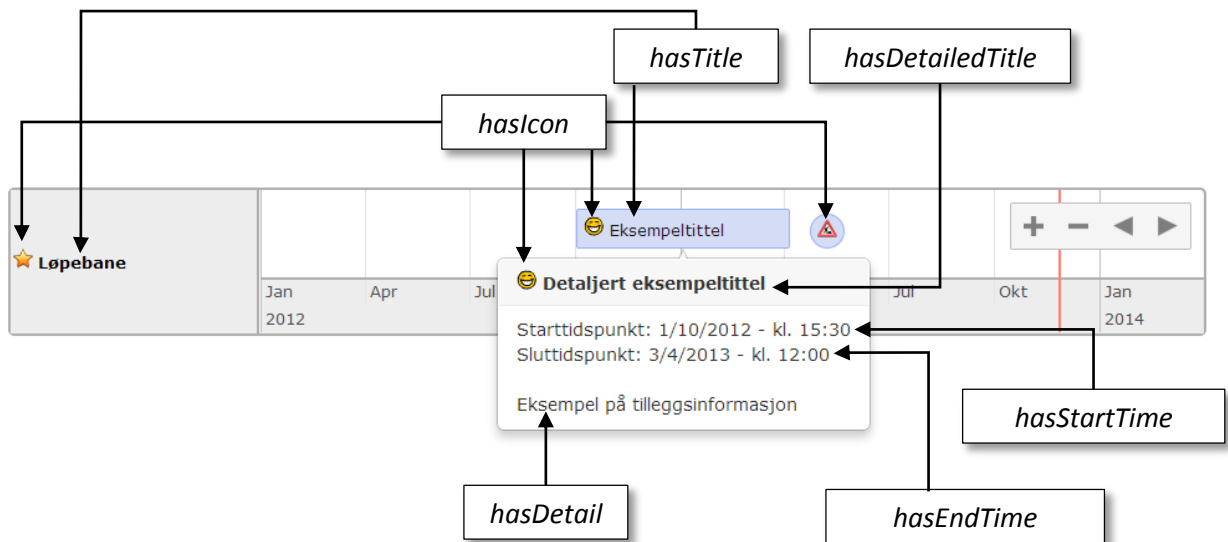 hasTitle
hasDetailedTitle
hasIcon
Eksempeltittel
Løpebane
Detaljert eksempeltittel
Jan
Apr
Jul
Jul
Okt
Jan
2012
2014
Starttidspunkt: 1/10/2012 - kl. 15:30
Sluttidspunkt: 3/4/2013 - kl. 12:00
Eksempel på tilleggsinformasjon
hasStartTime
hasDetail
hasEndTime